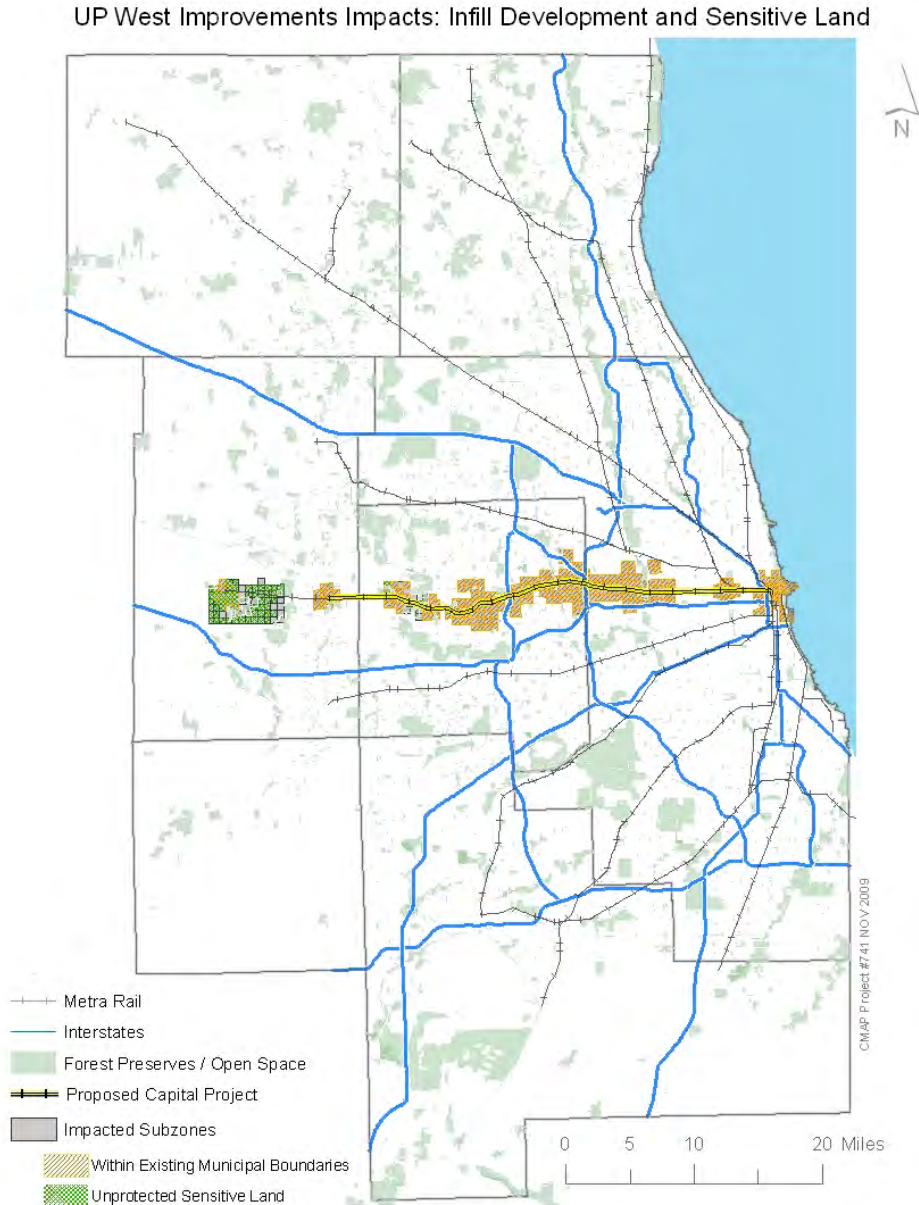 UP West Improvements Impacts: Infill Development and Sensitive Land
N
CMAP Project #741 NOV 2009
Metra Rail
Interstates
Forest Preserves / Open Space
Proposed Capital Project
Impacted Subzones
Within Existing Municipal Boundaries
Unprotected Sensitive Land
0 5 10 20 Miles